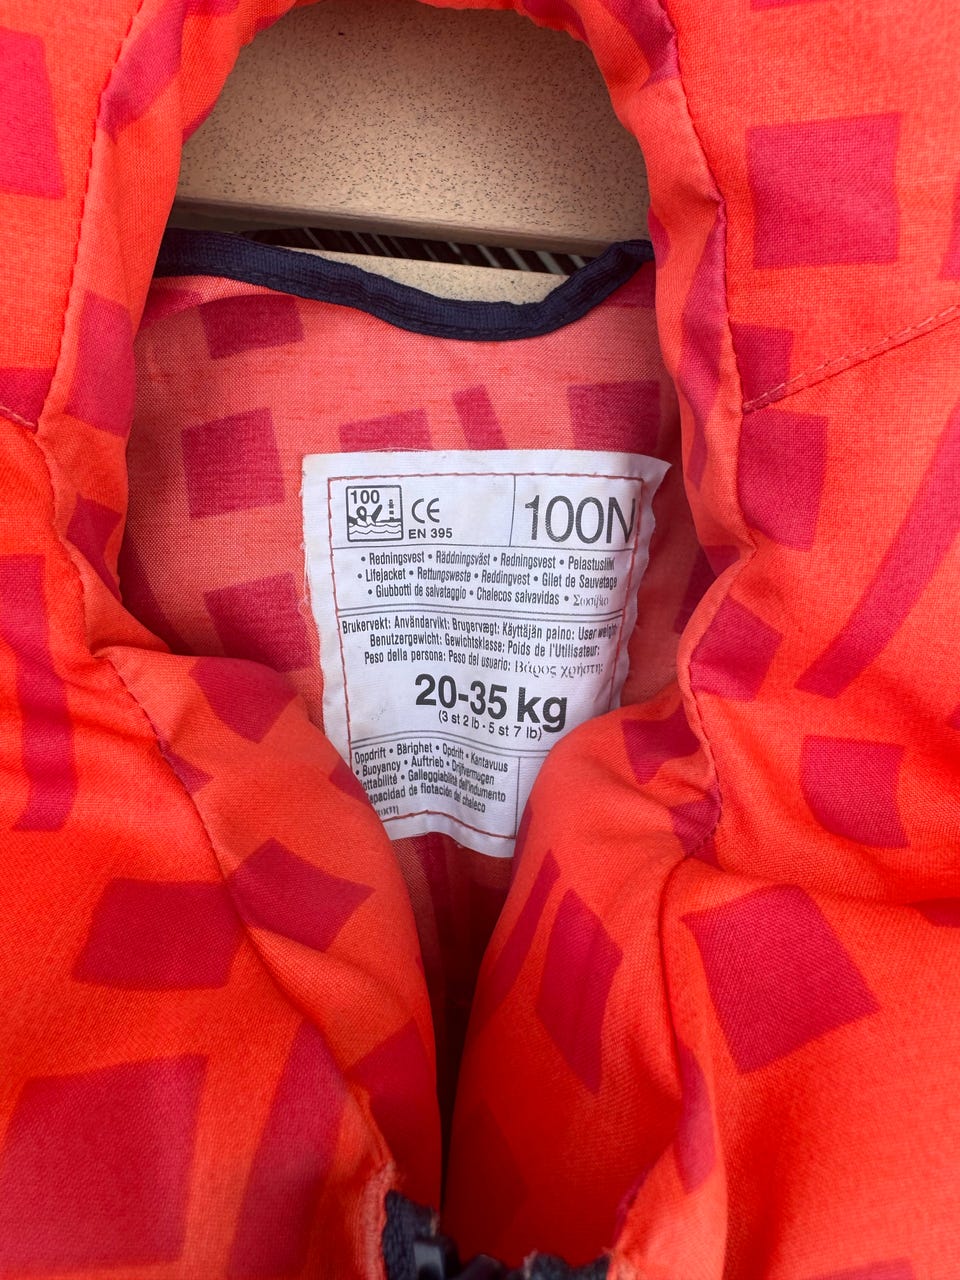 100
CE
EN 395
100N
• Redningsvest • Räddningsväst • Redningsvest • Pelastusliivi
• Lifejacket • Rettungsweste • Reddingvest • Gilet de Sauvetage
• Giubbotti de salvataggio • Chalecos salvavidas • Σωσίβιο
Brukervekt: Användarvikt: Brugervægt: Käyttäjän paino: User weight:
Benutzergewicht: Gewichtsklasse: Poids de l'Utilisateur:
Peso della persona: Peso del usuario: Βάρος χρήστη:
20-35 kg
(3 st 2 lb - 5 st 7 lb)
Oppdrift • Bärighet • Opdrift • Kantavuus
• Buoyancy • Auftrieb • Drijfvermogen
• Galleggiabilità dell'indumento
Capacidad de flotación del chaleco